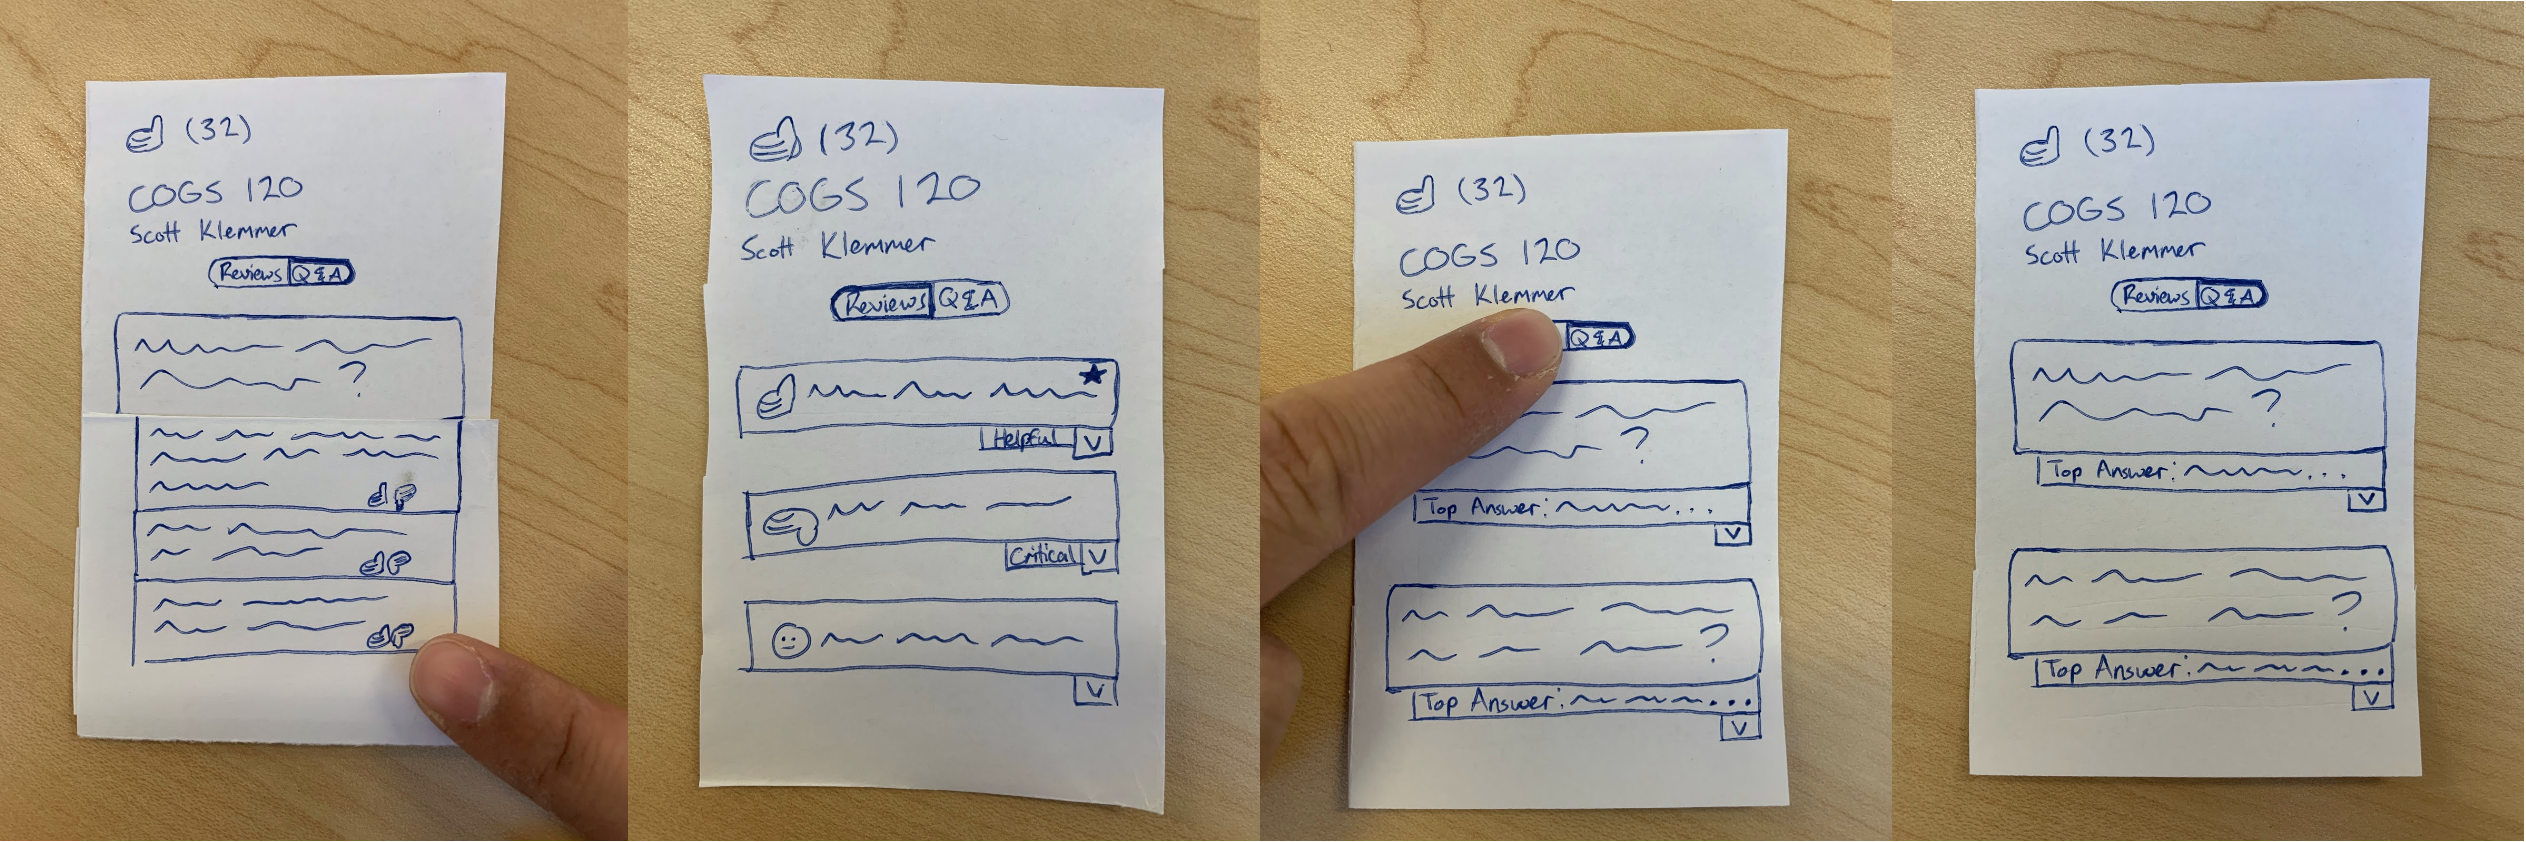 (32)
COGS 120
Scott Klemmer
Reviews Q&A
?
(32)
COGS 120
Scott Klemmer
Reviews Q&A
Helpful V
Critical V
V
(32)
COGS 120
Scott Klemmer
Q&A
?
Top Answer: ...
V
?
Top Answer: ...
V
(32)
COGS 120
Scott Klemmer
Reviews Q&A
?
Top Answer: ...
V
?
Top Answer: ...
V